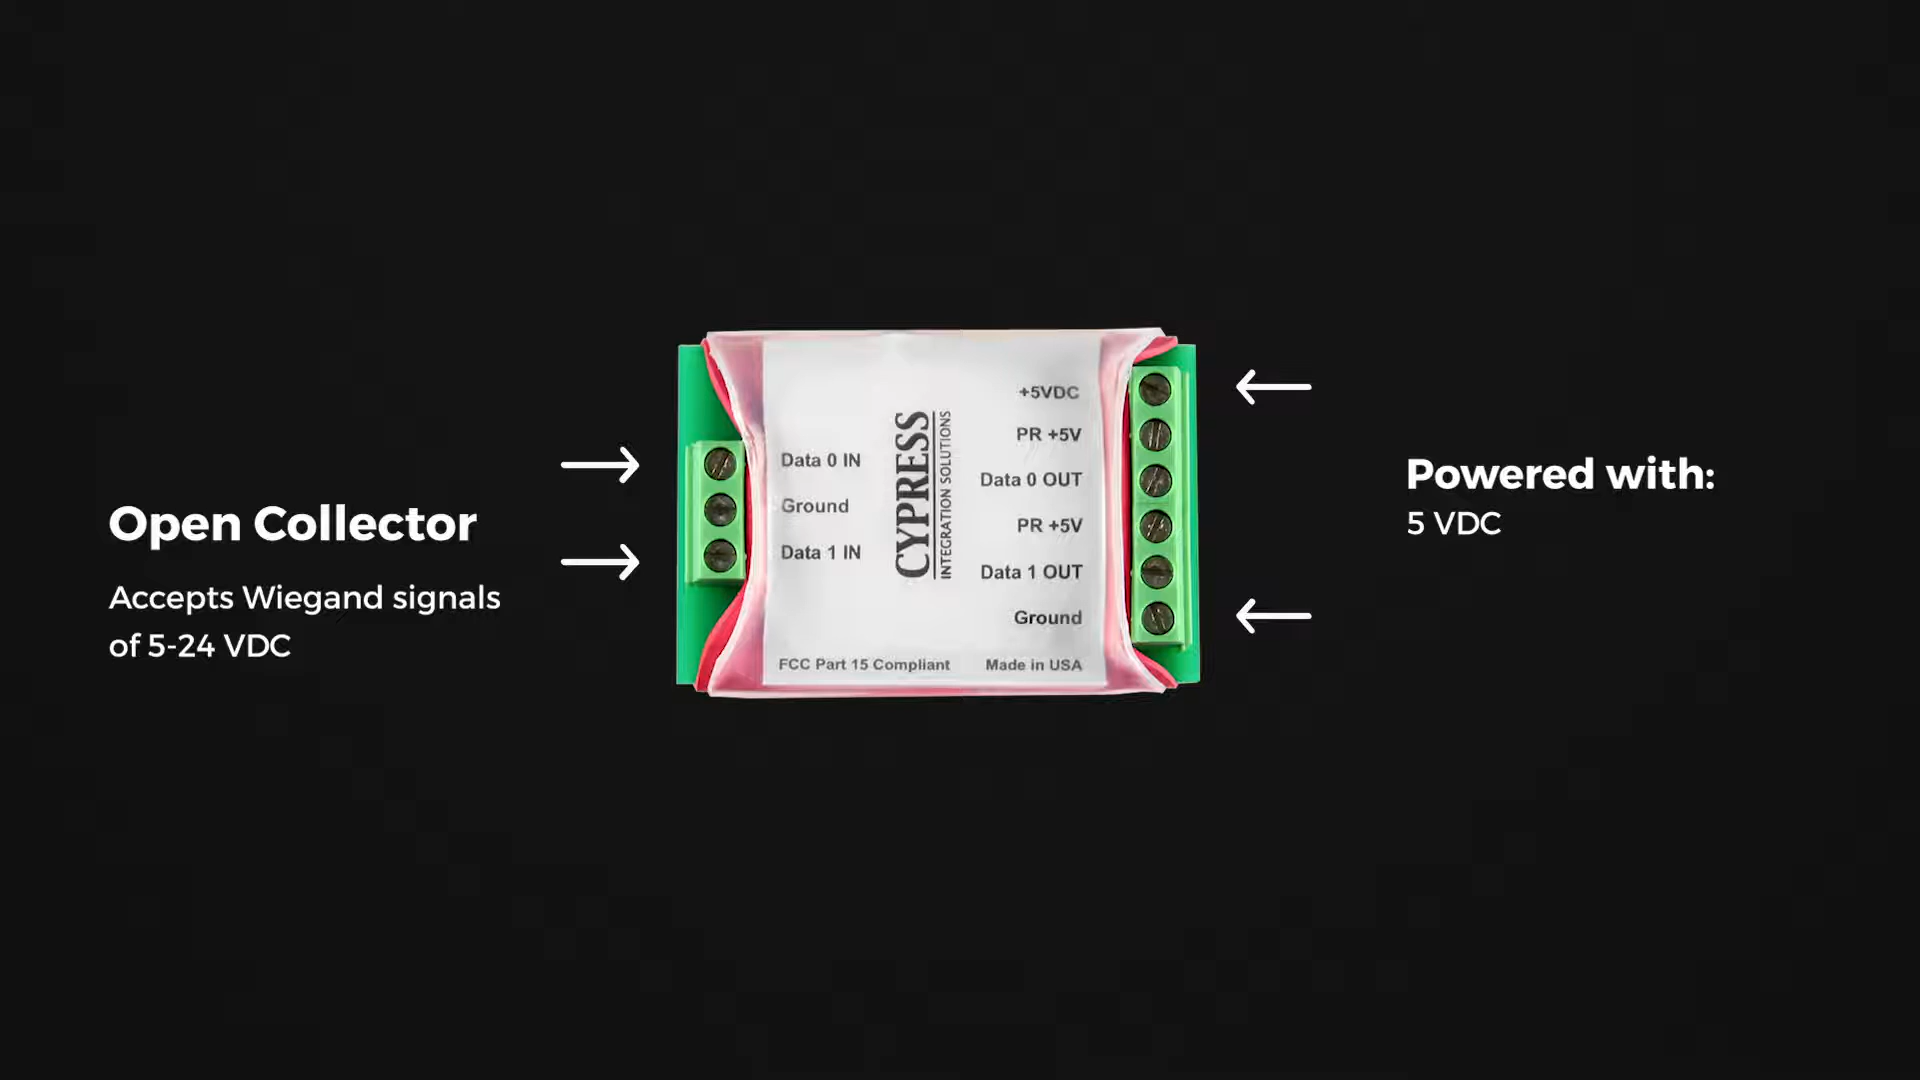 Open Collector
Accepts Wiegand signals
of 5-24 VDC
Data 0 IN
Ground
Data 1 IN
CYPRESS
INTEGRATION SOLUTIONS
+5VDC
PR +5V
Data 0 OUT
PR +5V
Data 1 OUT
Ground
FCC Part 15 Compliant
Made in USA
Powered with:
5 VDC